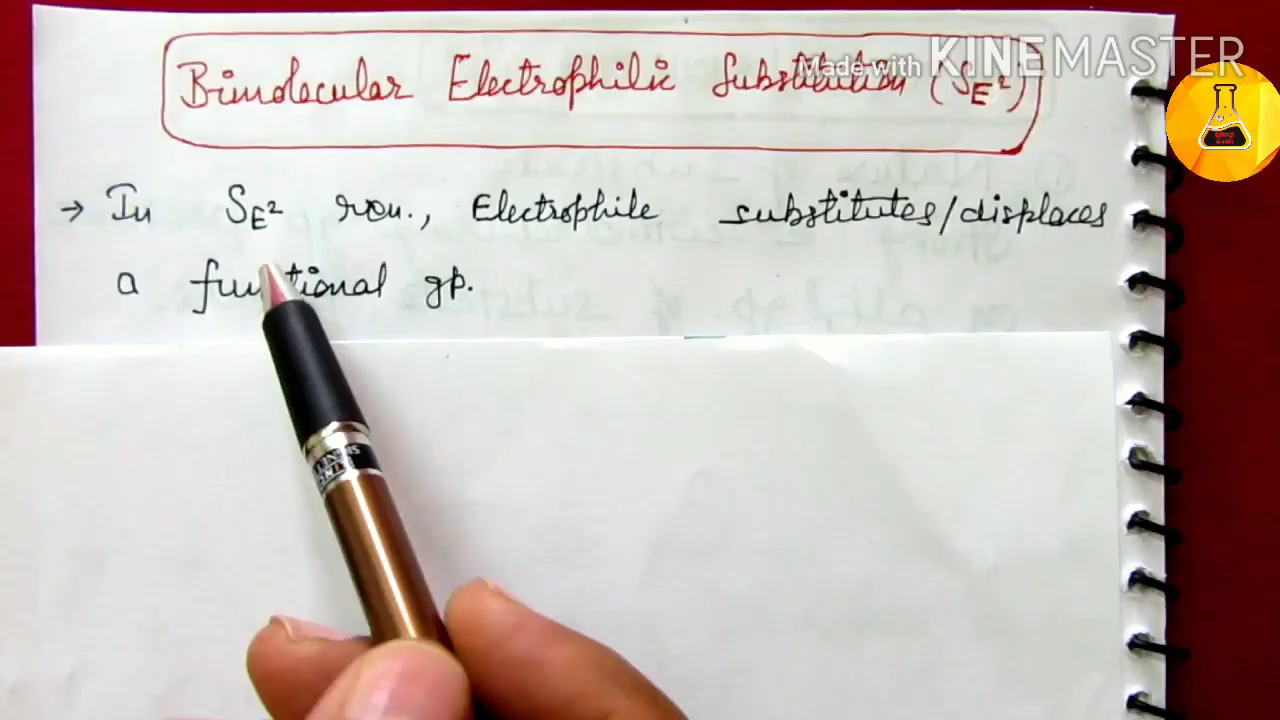 Made with KINEMASTER
Bimolecular Electrophilic Substitution (SE²)
→ In SE² rxn., Electrophile substitutes/displaces
a functional gp.